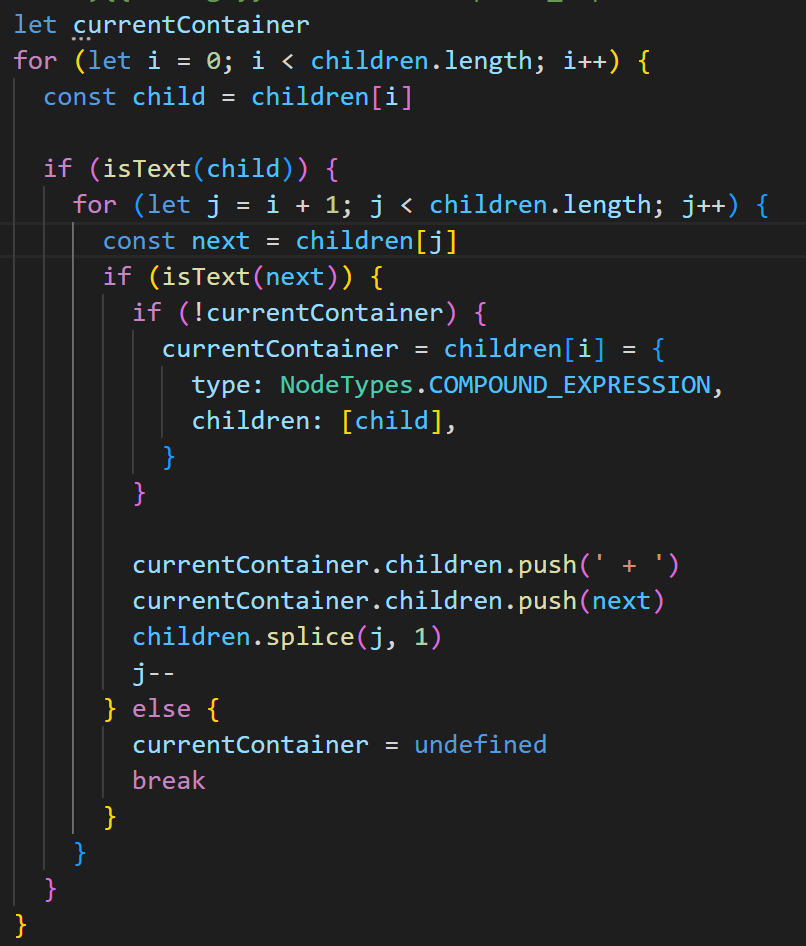 let currentContainer
for (let i = 0; i < children.length; i++) {
  const child = children[i]

  if (isText(child)) {
    for (let j = i + 1; j < children.length; j++) {
      const next = children[j]
      if (isText(next)) {
        if (!currentContainer) {
          currentContainer = children[i] = {
            type: NodeTypes.COMPOUND_EXPRESSION,
            children: [child],
          }
        }

        currentContainer.children.push(' + ')
        currentContainer.children.push(next)
        children.splice(j, 1)
        j--
      } else {
        currentContainer = undefined
        break
      }
    }
  }
}